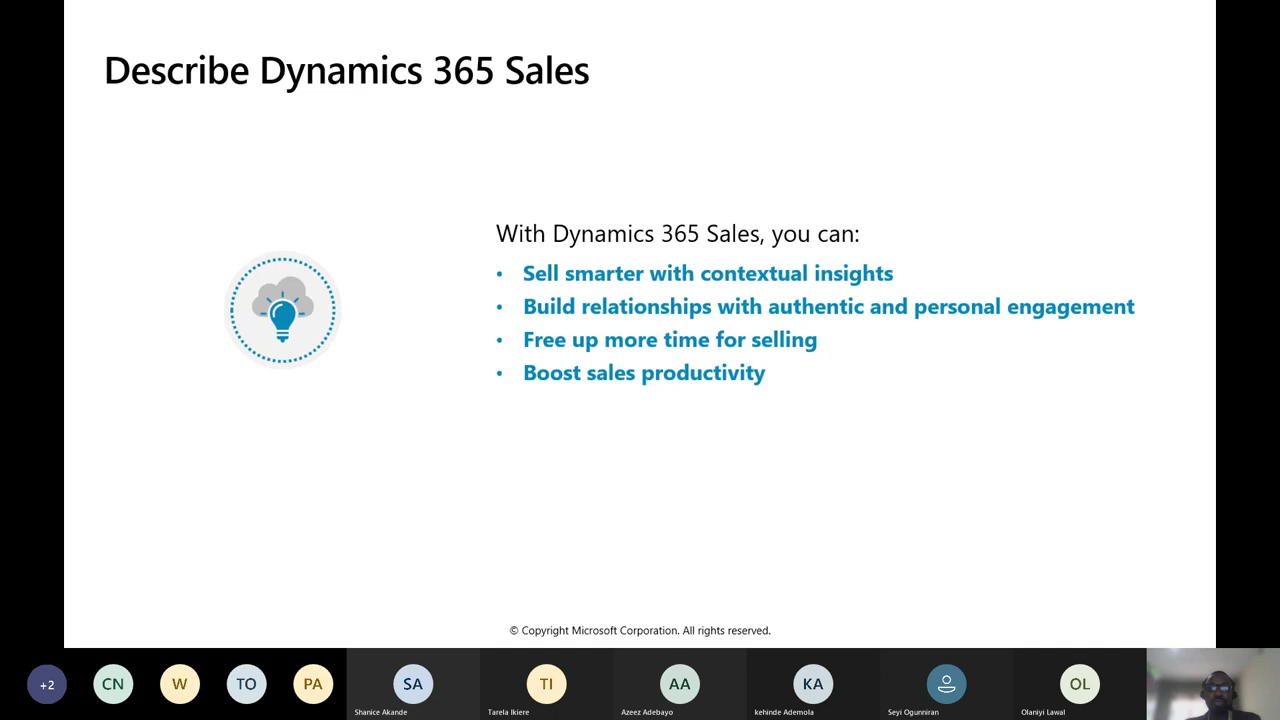 Describe Dynamics 365 Sales
With Dynamics 365 Sales, you can:
• Sell smarter with contextual insights
• Build relationships with authentic and personal engagement
• Free up more time for selling
• Boost sales productivity
© Copyright Microsoft Corporation. All rights reserved.
+2
CN
W
TO
PA
SA
TI
AA
KA
OL
Shanice Akande
Tarela Ikiere
Azeez Adebayo
kehinde Ademola
Seyi Ogunniran
Olaniyi Lawal